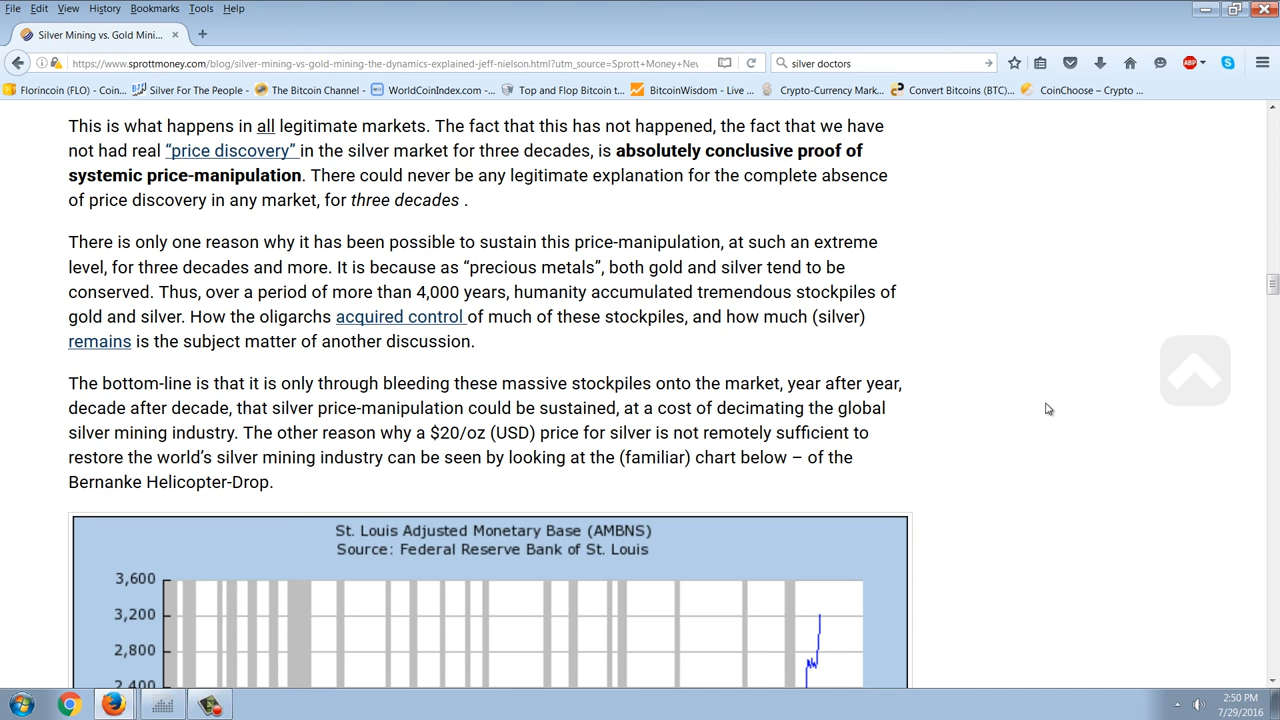 File Edit View History Bookmarks Tools Help
Silver Mining vs. Gold Mini...
https://www.sprottmoney.com/blog/silver-mining-vs-gold-mining-the-dynamics-explained-jeff-nielson.html?utm_source=Sprott+Money+Nev
silver doctors
ABP
Florincoin (FLO) - Coin... Silver For The People - ... The Bitcoin Channel - ... WorldCoinIndex.com -... Top and Flop Bitcoin t... BitcoinWisdom - Live ... Crypto-Currency Mark... Convert Bitcoins (BTC)... CoinChoose – Crypto ...
This is what happens in all legitimate markets. The fact that this has not happened, the fact that we have
not had real “price discovery” in the silver market for three decades, is absolutely conclusive proof of
systemic price-manipulation. There could never be any legitimate explanation for the complete absence
of price discovery in any market, for three decades .
There is only one reason why it has been possible to sustain this price-manipulation, at such an extreme
level, for three decades and more. It is because as “precious metals”, both gold and silver tend to be
conserved. Thus, over a period of more than 4,000 years, humanity accumulated tremendous stockpiles of
gold and silver. How the oligarchs acquired control of much of these stockpiles, and how much (silver)
remains is the subject matter of another discussion.
The bottom-line is that it is only through bleeding these massive stockpiles onto the market, year after year,
decade after decade, that silver price-manipulation could be sustained, at a cost of decimating the global
silver mining industry. The other reason why a $20/oz (USD) price for silver is not remotely sufficient to
restore the world’s silver mining industry can be seen by looking at the (familiar) chart below – of the
Bernanke Helicopter-Drop.
St. Louis Adjusted Monetary Base (AMBNS)
Source: Federal Reserve Bank of St. Louis
3,600
3,200
2,800
2,400
2:50 PM
7/29/2016